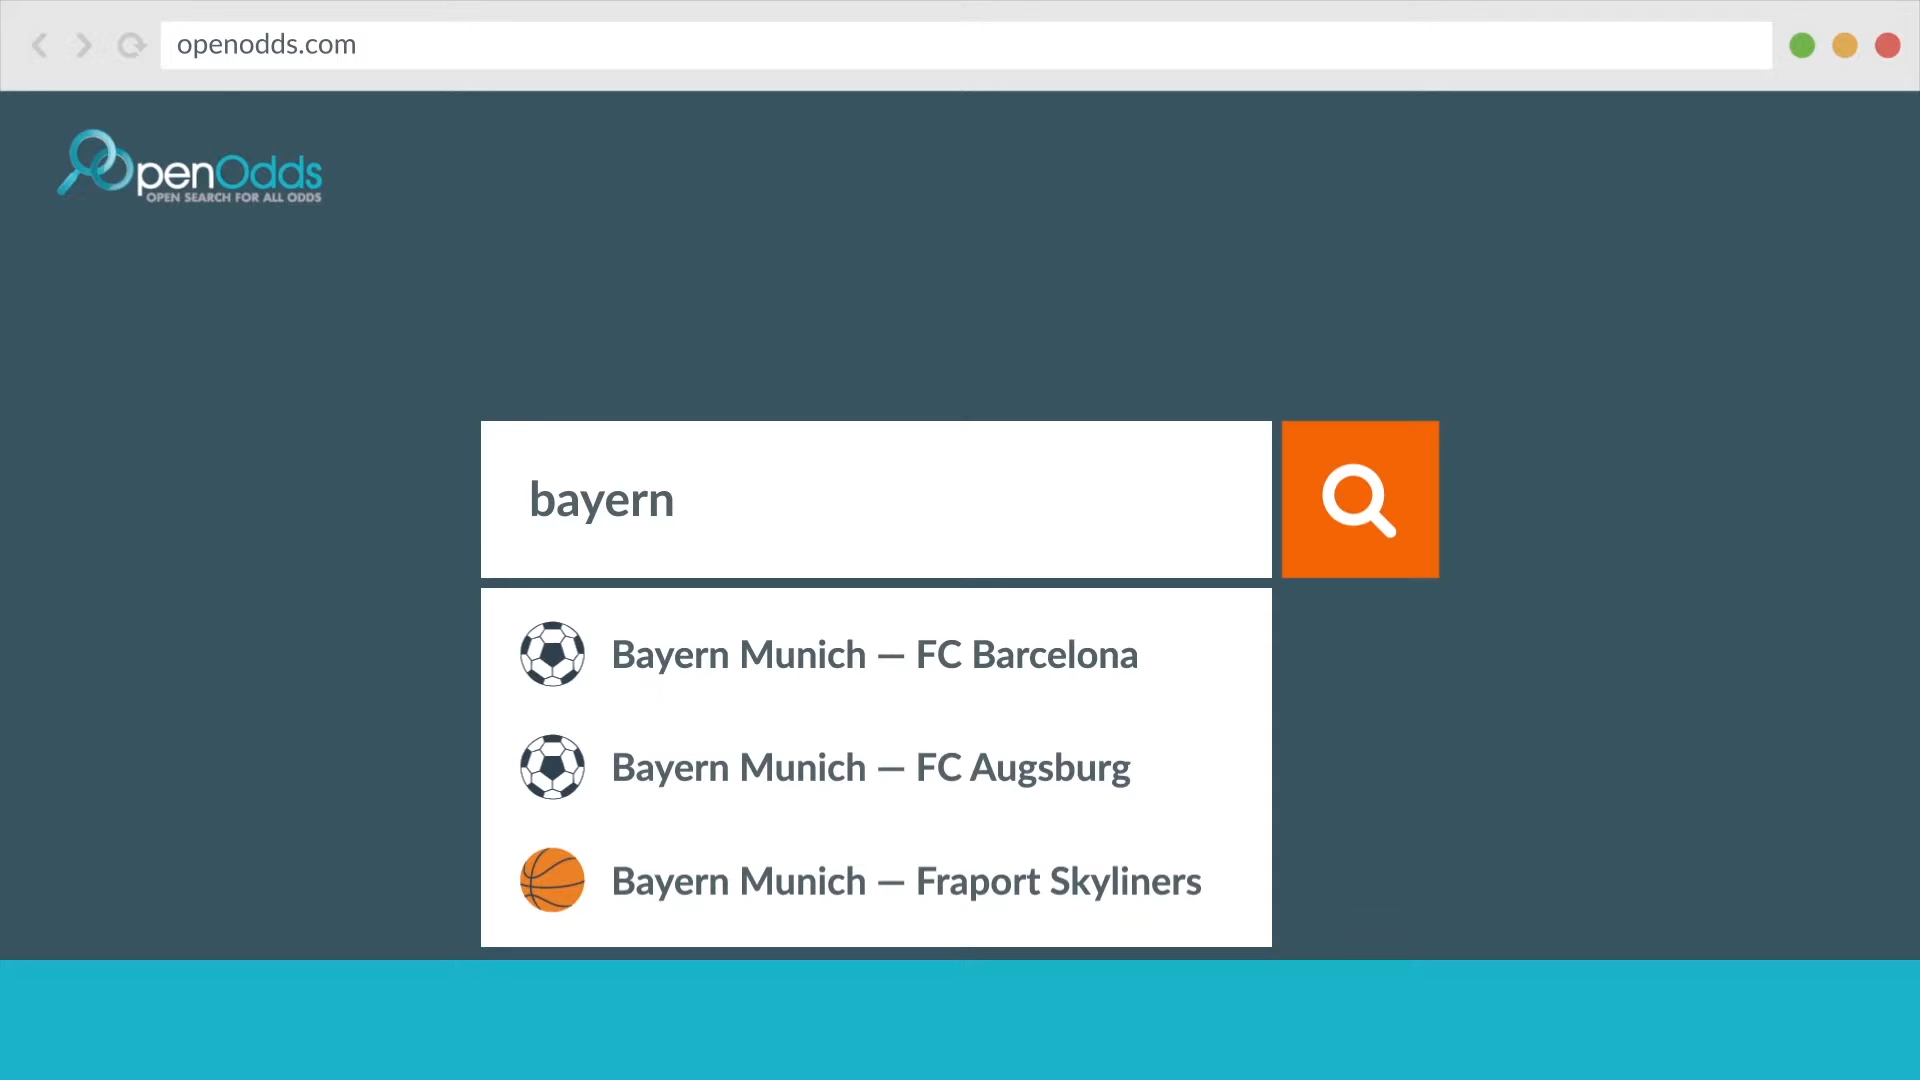 openodds.com
OpenOdds
OPEN SEARCH FOR ALL ODDS
bayern
Bayern Munich — FC Barcelona
Bayern Munich — FC Augsburg
Bayern Munich — Fraport Skyliners